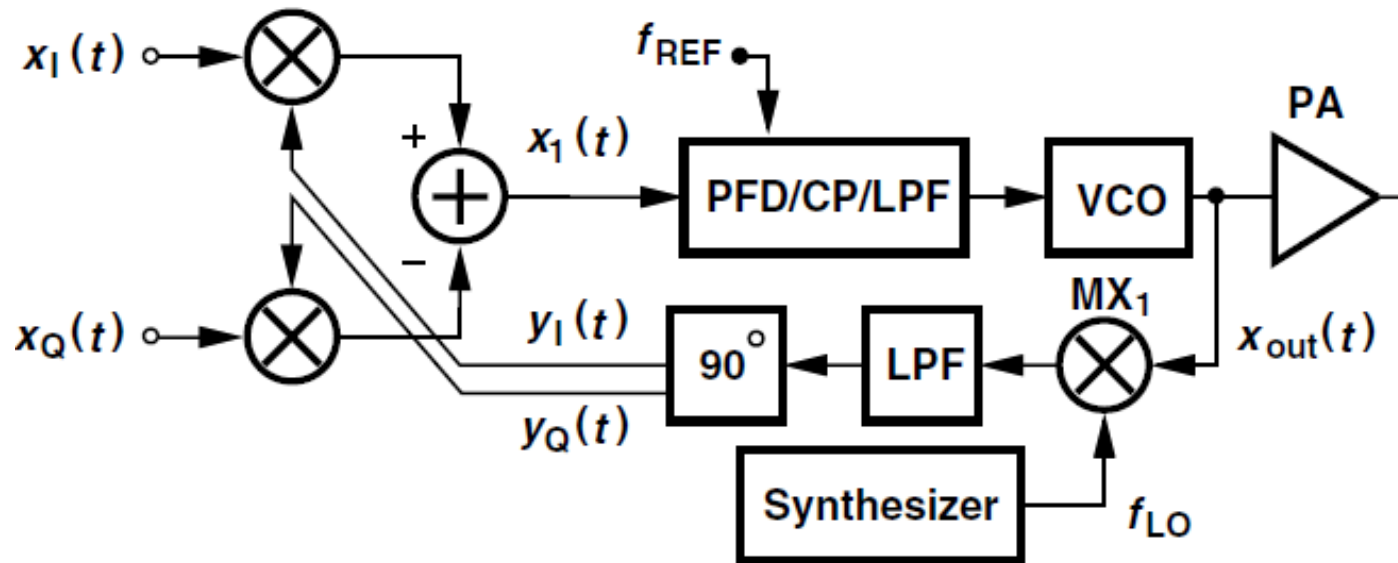 x_I (t)
f_REF
PA
+
x_1 (t)
PFD/CP/LPF
VCO
−
MX_1
x_Q (t)
y_I (t)
90°
LPF
x_out (t)
y_Q (t)
Synthesizer
f_LO